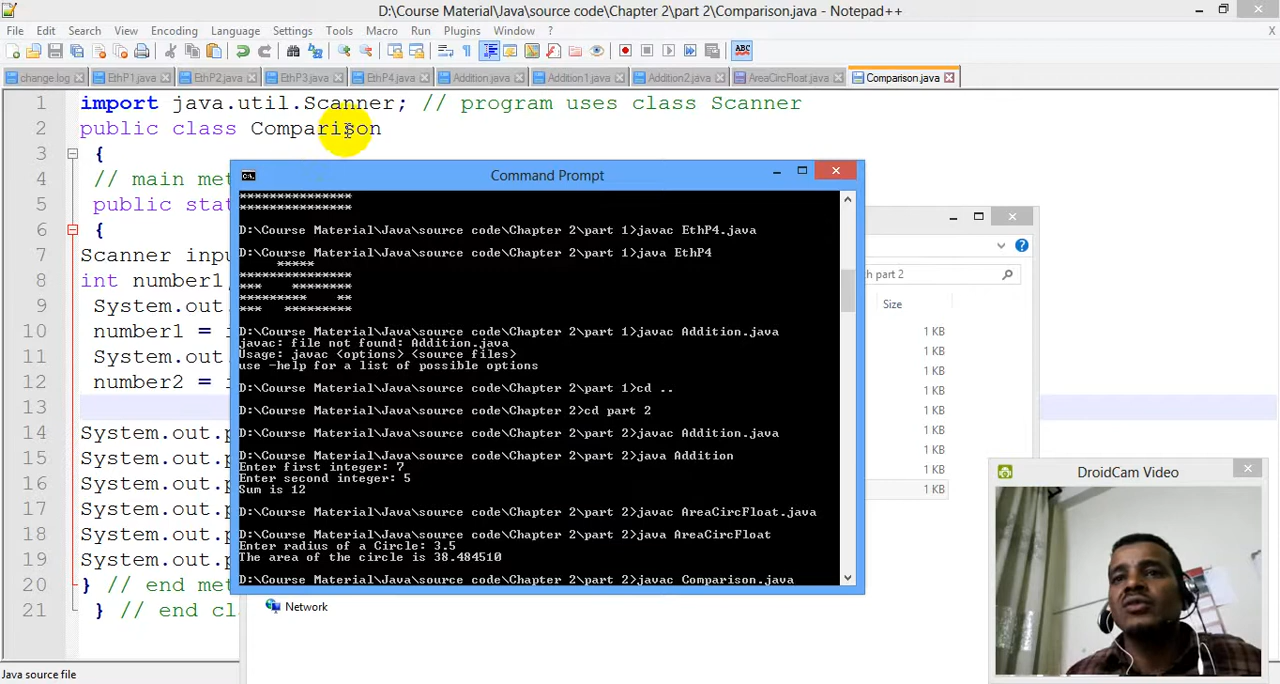 D:\Course Material\Java\source code\Chapter 2\part 2\Comparison.java - Notepad++
File Edit Search View Encoding Language Settings Tools Macro Run Plugins Window ? X
ABC
change.log EthP1.java EthP2.java EthP3.java EthP4.java Addition.java Addition1.java Addition2.java AreaCircFloat.java Comparison.java
1 import java.util.Scanner; // program uses class Scanner
2 public class Comparison
3 {
4 // main met
5 public stat
6 {
7 Scanner inpu
8 int number1,
9 System.out.
10 number1 = i
11 System.out.
12 number2 = i
13
14 System.out.p
15 System.out.p
16 System.out.p
17 System.out.p
18 System.out.p
19 System.out.p
20 } // end met
21 } // end cl
Java source file
C:\. Command Prompt
***************
***************
D:\Course Material\Java\source code\Chapter 2\part 1>javac EthP4.java
D:\Course Material\Java\source code\Chapter 2\part 1>java EthP4
*****
***************
*** ********
********* **
*** *********
D:\Course Material\Java\source code\Chapter 2\part 1>javac Addition.java
javac: file not found: Addition.java
Usage: javac <options> <source files>
use -help for a list of possible options
D:\Course Material\Java\source code\Chapter 2\part 1>cd ..
D:\Course Material\Java\source code\Chapter 2>cd part 2
D:\Course Material\Java\source code\Chapter 2\part 2>javac Addition.java
D:\Course Material\Java\source code\Chapter 2\part 2>java Addition
Enter first integer: 7
Enter second integer: 5
Sum is 12
D:\Course Material\Java\source code\Chapter 2\part 2>javac AreaCircFloat.java
D:\Course Material\Java\source code\Chapter 2\part 2>java AreaCircFloat
Enter radius of a Circle: 3.5
The area of the circle is 38.484510
D:\Course Material\Java\source code\Chapter 2\part 2>javac Comparison.java
h part 2
Size
1 KB
1 KB
1 KB
1 KB
1 KB
1 KB
1 KB
1 KB
1 KB
Network
DroidCam Video